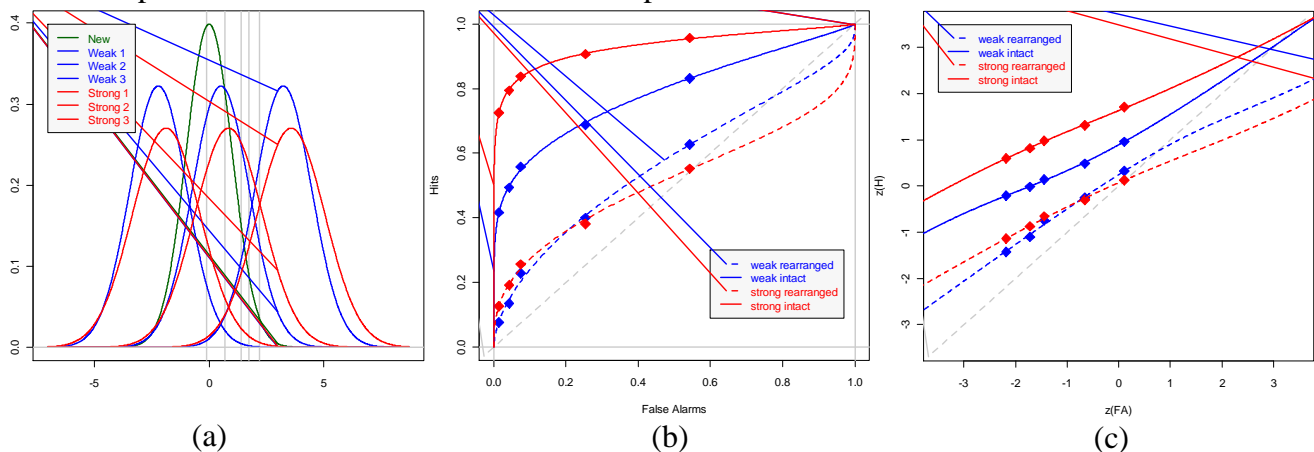 New
Weak 1
Weak 2
Weak 3
Strong 1
Strong 2
Strong 3
0.4
0.3
0.2
0.1
0.0
-5 0 5
(a)
Hits
1.0
0.8
0.6
0.4
0.2
0.0
weak rearranged
weak intact
strong rearranged
strong intact
0.0 0.2 0.4 0.6 0.8 1.0
False Alarms
(b)
z(H)
3
2
1
0
-1
-2
-3
weak rearranged
weak intact
strong rearranged
strong intact
-3 -2 -1 0 1 2 3
z(FA)
(c)